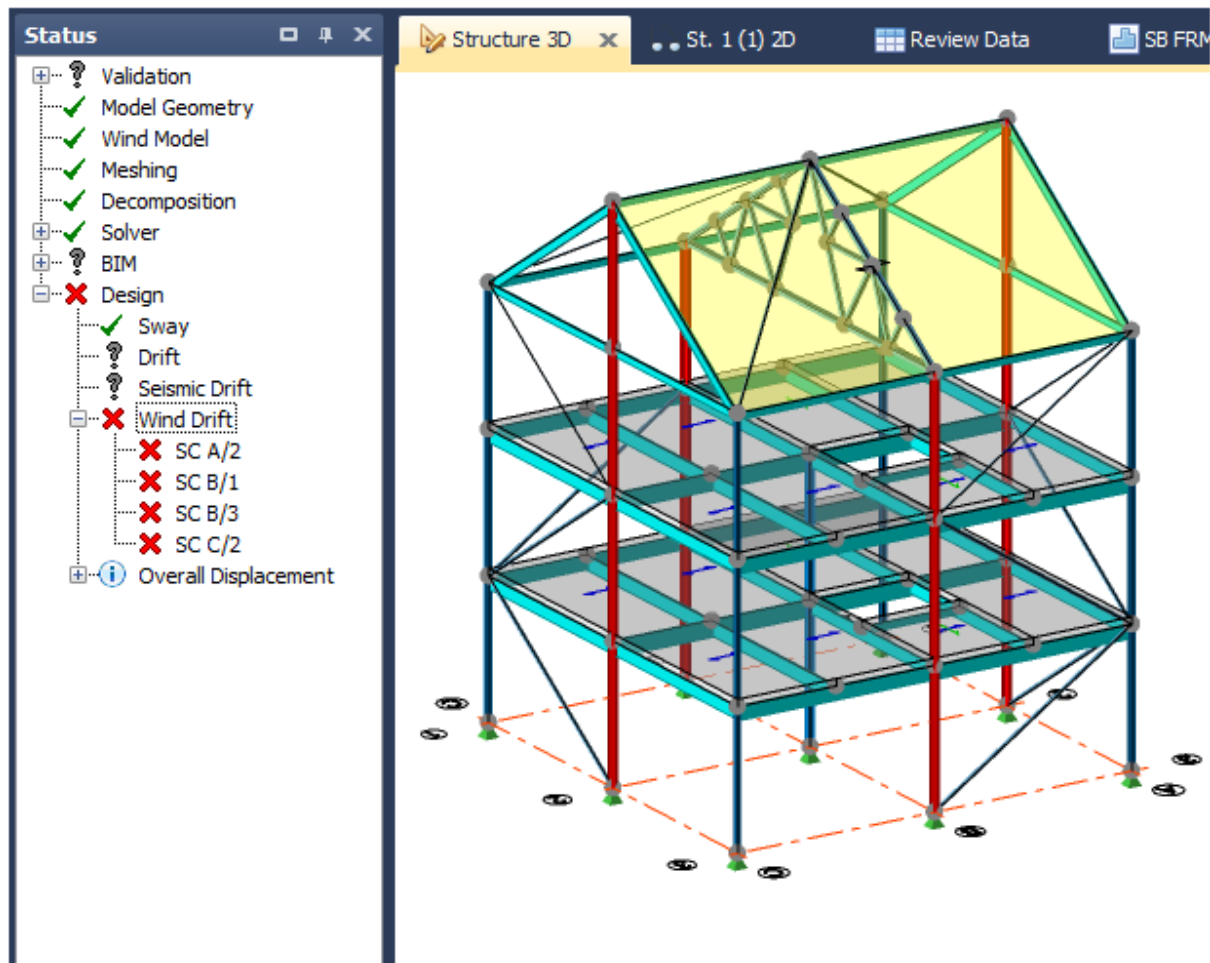 Status
Structure 3D
St. 1 (1) 2D
Review Data
SB FRM
Validation
Model Geometry
Wind Model
Meshing
Decomposition
Solver
BIM
Design
Sway
Drift
Seismic Drift
Wind Drift
SC A/2
SC B/1
SC B/3
SC C/2
Overall Displacement